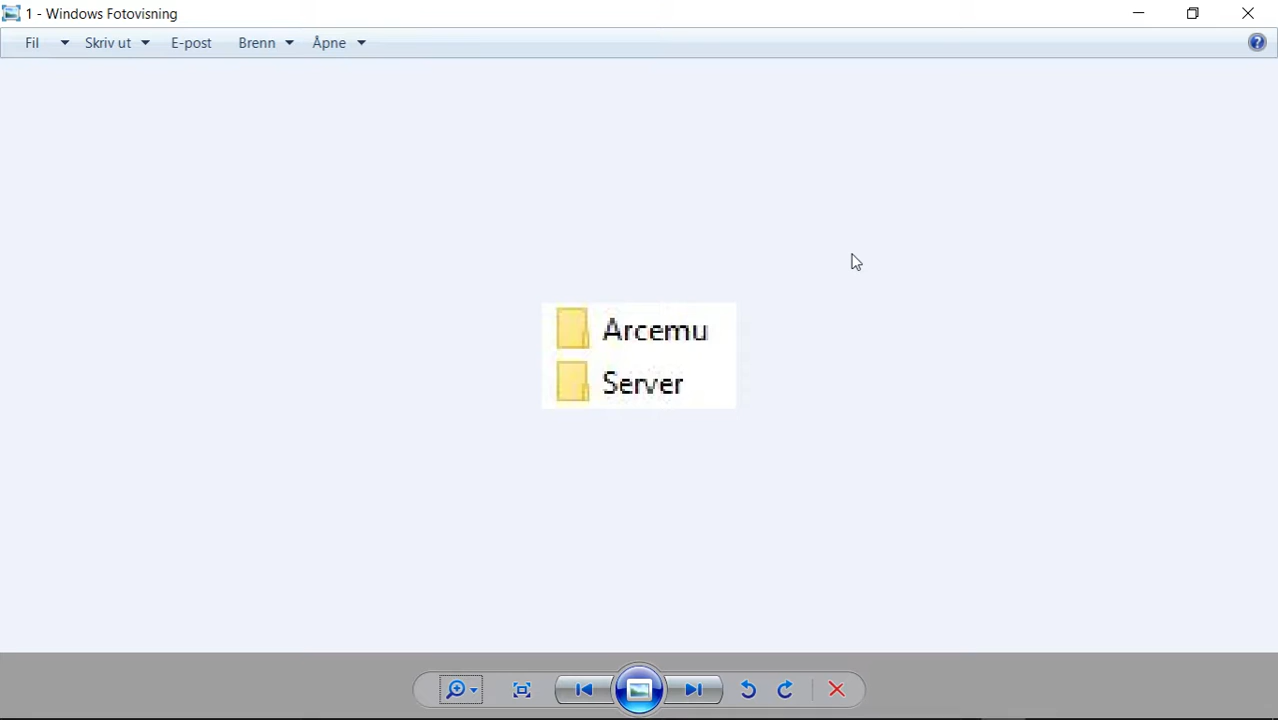 1 - Windows Fotovisning
Fil Skriv ut E-post Brenn Åpne
Arcemu
Server